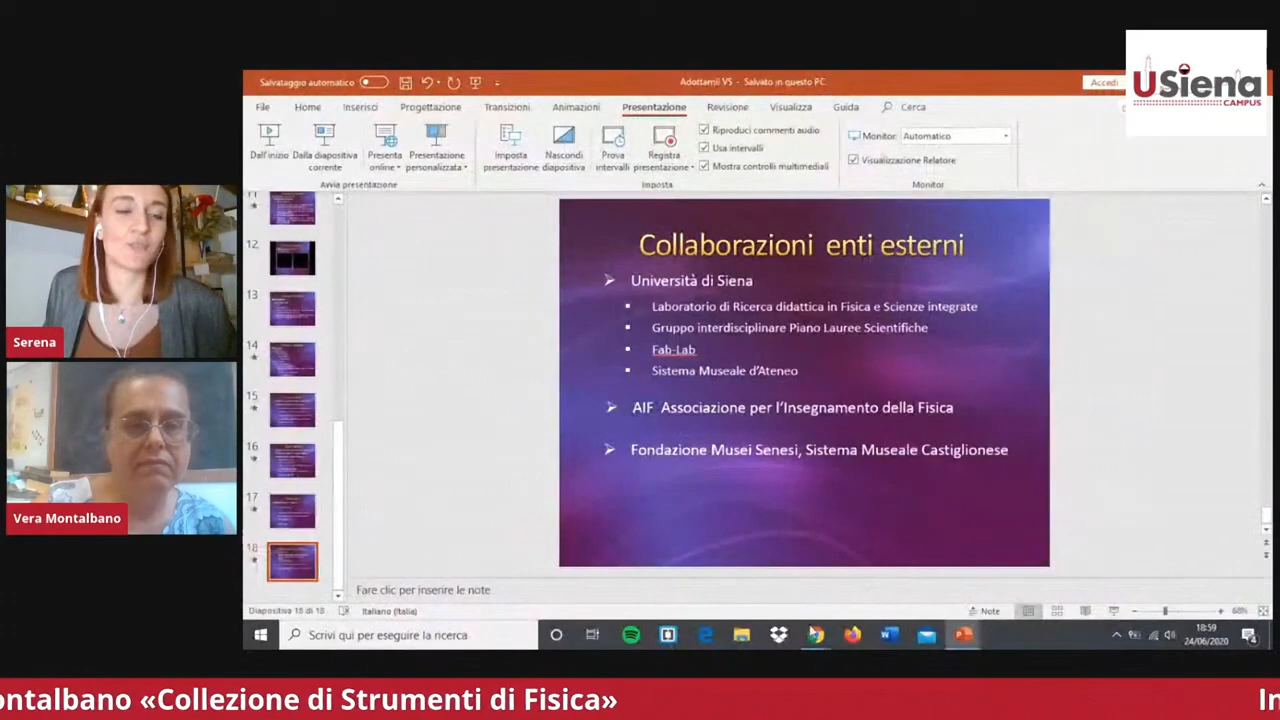 USiena
CAMPUS
Salvataggio automatico
Adottamil V5 - Salvato in questo PC
Accedi
File Home Inserisci Progettazione Transizioni Animazioni Presentazione Revisione Visualizza Guida Cerca
Dall'inizio
Dalla diapositiva corrente
Presenta online
Presentazione personalizzata
Imposta presentazione
Nascondi diapositiva
Prova intervalli
Registra presentazione
Riproduci commenti audio
Usa intervalli
Mostra controlli multimediali
Monitor: Automatico
Visualizzazione Relatore
Avvia presentazione
Imposta
Monitor
11
12
13
14
15
16
17
18
Collaborazioni enti esterni
Università di Siena
Laboratorio di Ricerca didattica in Fisica e Scienze integrate
Gruppo interdisciplinare Piano Lauree Scientifiche
Fab-Lab
Sistema Museale d'Ateneo
AIF Associazione per l'Insegnamento della Fisica
Fondazione Musei Senesi, Sistema Museale Castiglionese
Serena
Vera Montalbano
Fare clic per inserire le note
Diapositiva 18 di 18 Italiano (Italia) Note 68%
Scrivi qui per eseguire la ricerca
18:59
24/06/2020
ontalbano «Collezione di Strumenti di Fisica»